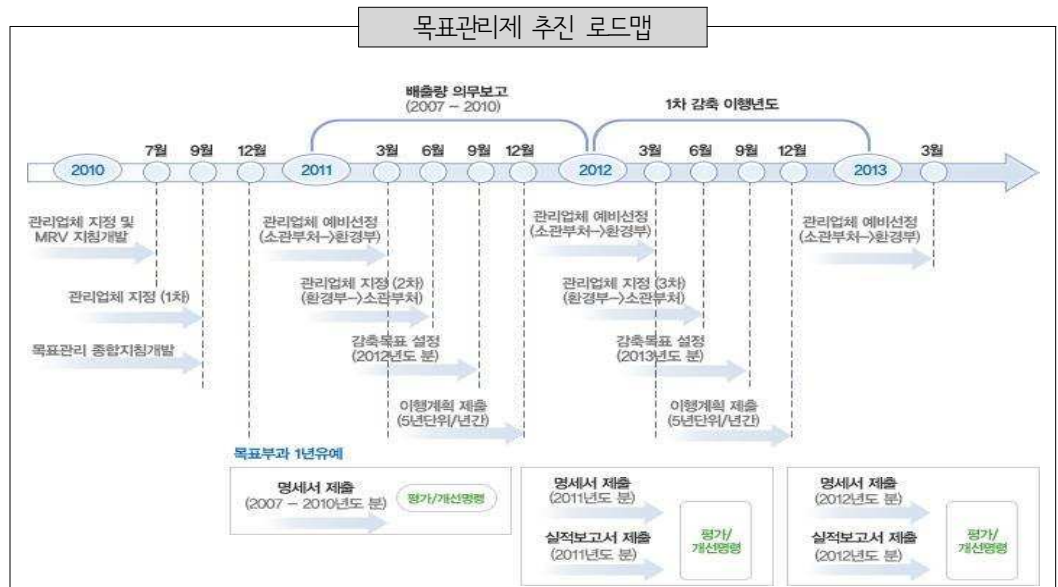 목표관리제 추진 로드맵
배출량 의무보고
(2007 – 2010)
1차 감축 이행년도
2010
7월
9월
12월
2011
3월
6월
9월
12월
2012
3월
6월
9월
12월
2013
3월
관리업체 지정 및
MRV 지침개발
관리업체 예비선정
(소관부처->환경부)
관리업체 예비선정
(소관부처->환경부)
관리업체 예비선정
(소관부처->환경부)
관리업체 지정 (1차)
관리업체 지정 (2차)
(환경부->소관부처)
관리업체 지정 (3차)
(환경부->소관부처)
목표관리 종합지침개발
감축목표 설정
(2012년도 분)
감축목표 설정
(2013년도 분)
이행계획 제출
(5년단위/년간)
이행계획 제출
(5년단위/년간)
목표부과 1년유예
명세서 제출
(2007 – 2010년도 분)
평가/개선명령
명세서 제출
(2011년도 분)
실적보고서 제출
(2011년도 분)
평가/
개선명령
명세서 제출
(2012년도 분)
실적보고서 제출
(2012년도 분)
평가/
개선명령